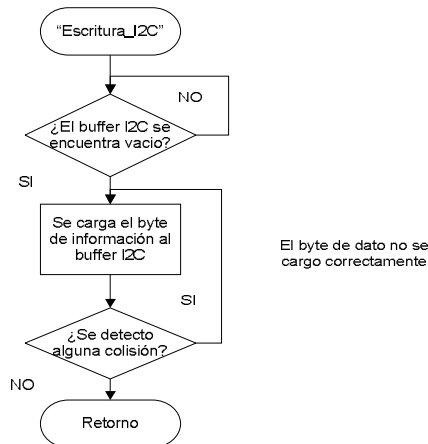 “Escritura_I2C”
NO
¿El buffer I2C se
encuentra vacio?
SI
Se carga el byte
de información al
buffer I2C
El byte de dato no se
cargo correctamente
SI
¿Se detecto
alguna colisión?
NO
Retorno